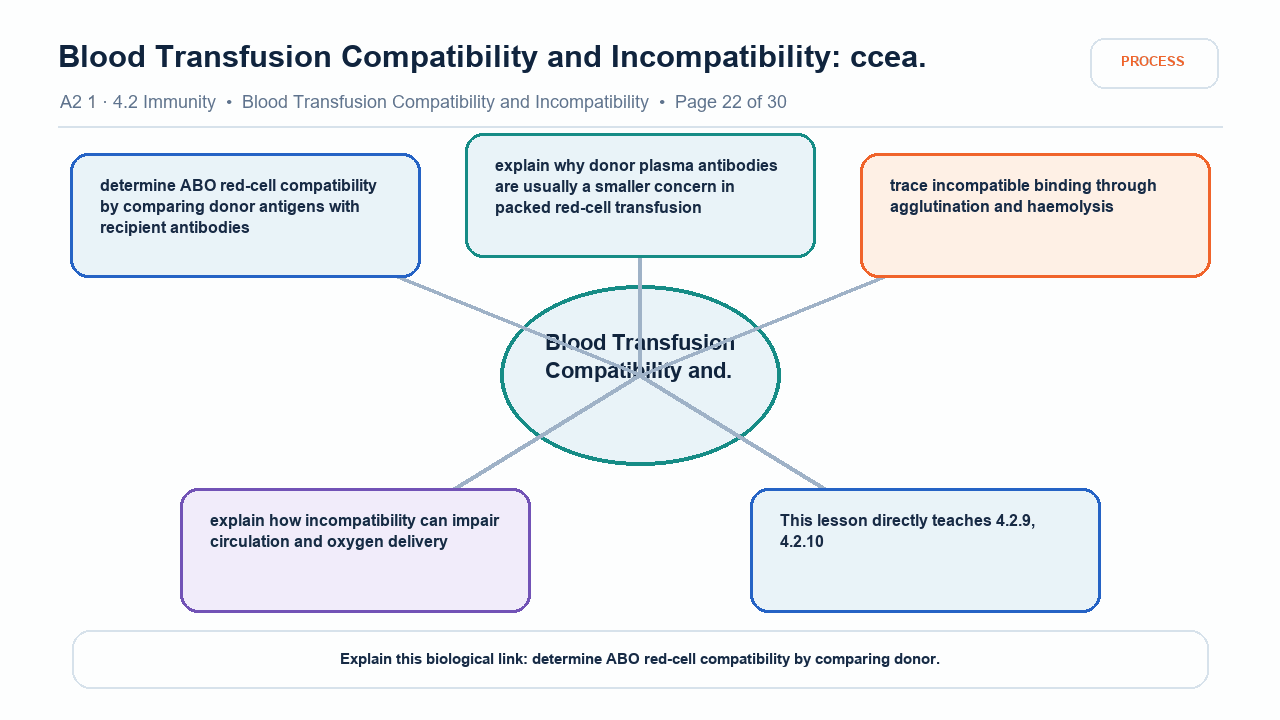 Blood Transfusion Compatibility and Incompatibility: ccea.
PROCESS
A2 1 · 4.2 Immunity • Blood Transfusion Compatibility and Incompatibility • Page 22 of 30
determine ABO red-cell compatibility
by comparing donor antigens with
recipient antibodies
explain why donor plasma antibodies
are usually a smaller concern in
packed red-cell transfusion
trace incompatible binding through
agglutination and haemolysis
Blood Transfusion
Compatibility and.
explain how incompatibility can impair
circulation and oxygen delivery
This lesson directly teaches 4.2.9,
4.2.10
Explain this biological link: determine ABO red-cell compatibility by comparing donor.